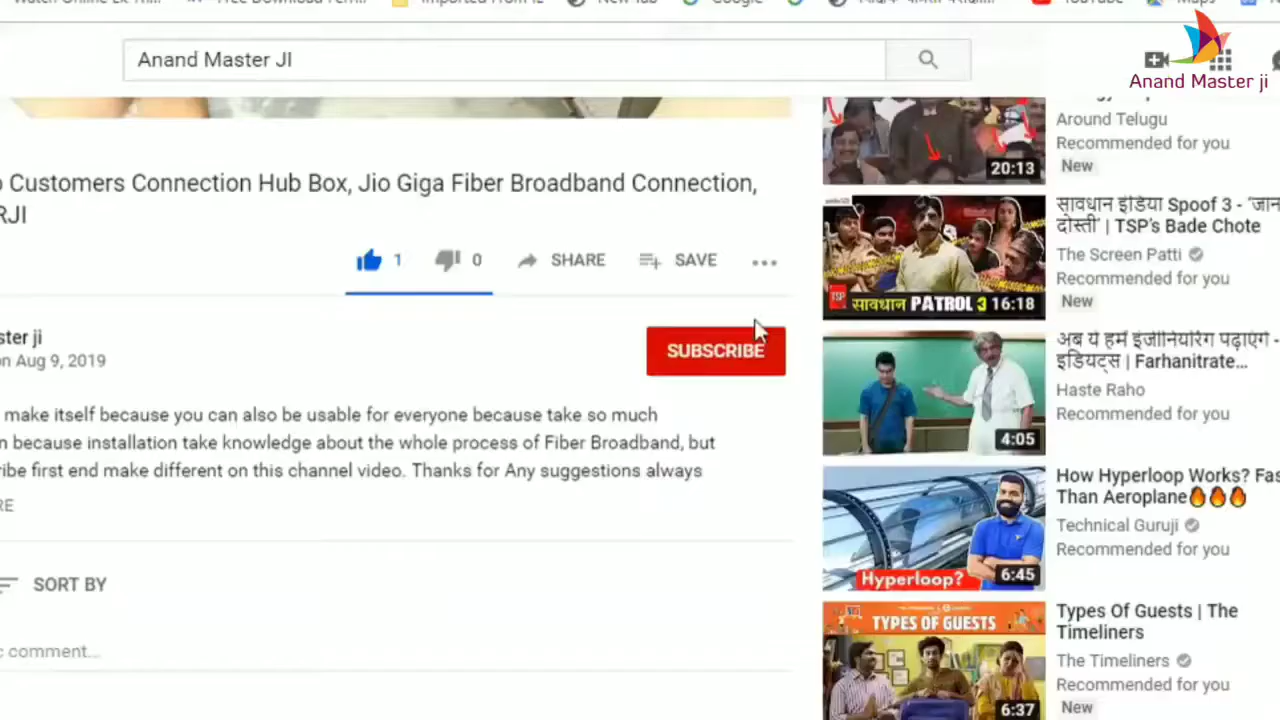 Anand Master JI
Anand Master ji
Customers Connection Hub Box, Jio Giga Fiber Broadband Connection,
RJI
1
0
SHARE
SAVE
ster ji
on Aug 9, 2019
SUBSCRIBE
make itself because you can also be usable for everyone because take so much
n because installation take knowledge about the whole process of Fiber Broadband, but
ribe first end make different on this channel video. Thanks for Any suggestions always
RE
SORT BY
c comment...
20:13
Around Telugu
Recommended for you
New
TSP
सावधान PATROL 3
16:18
सावधान इंडिया Spoof 3 - 'जान
दोस्ती' | TSP's Bade Chote
The Screen Patti
Recommended for you
New
4:05
अब ये हमें इंजीनियरिंग पढ़ाएंगे -
इडियट्स | Farhanitrate...
Haste Raho
Recommended for you
Hyperloop?
6:45
How Hyperloop Works? Fas
Than Aeroplane🔥🔥🔥
Technical Guruji
Recommended for you
TYPES OF GUESTS
6:37
Types Of Guests | The
Timeliners
The Timeliners
Recommended for you
New